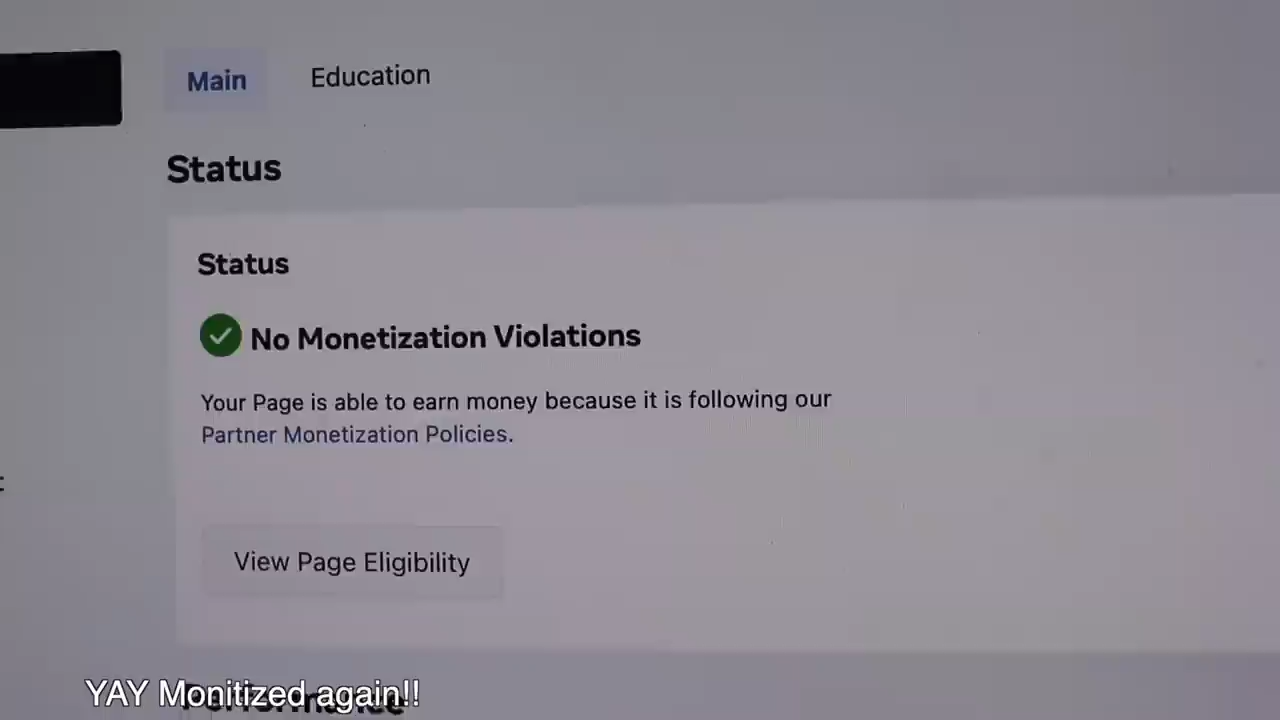 Main
Education
Status
Status
No Monetization Violations
Your Page is able to earn money because it is following our
Partner Monetization Policies.
View Page Eligibility
YAY Monitized again!!
Performance